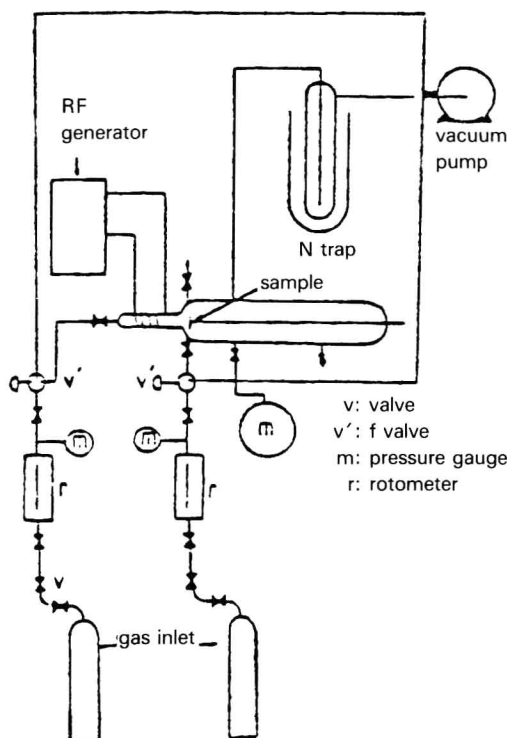 RF
generator
vacuum
pump
N trap
sample
v'
v'
m
v: valve
v': f valve
m: pressure gauge
r: rotometer
m
m
r
r
v
gas inlet